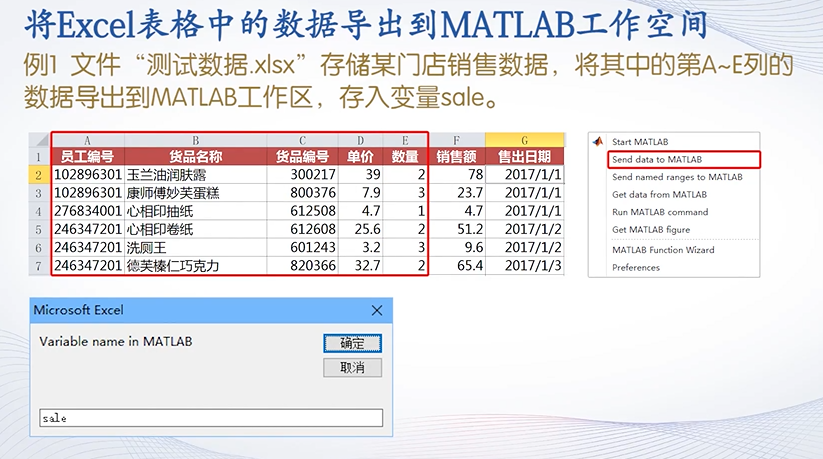 将Excel表格中的数据导出到MATLAB工作空间
例1 文件“测试数据.xlsx”存储某门店销售数据，将其中的第A~E列的
数据导出到MATLAB工作区，存入变量sale。
A B C D E F G
1 员工编号 货品名称 货品编号 单价 数量 销售额 售出日期
2 102896301 玉兰油润肤露 300217 39 2 78 2017/1/1
3 102896301 康师傅妙芙蛋糕 800376 7.9 3 23.7 2017/1/1
4 276834001 心相印抽纸 612508 4.7 1 4.7 2017/1/1
5 246347201 心相印卷纸 612608 25.6 2 51.2 2017/1/2
6 246347201 洗厕王 601243 3.2 3 9.6 2017/1/2
7 246347201 德芙榛仁巧克力 820366 32.7 2 65.4 2017/1/3
Start MATLAB
Send data to MATLAB
Send named ranges to MATLAB
Get data from MATLAB
Run MATLAB command
Get MATLAB figure
MATLAB Function Wizard
Preferences
Microsoft Excel
Variable name in MATLAB
确定
取消
sale